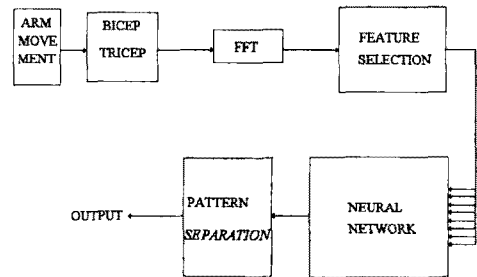 ARM
MOVE
MENT
BICEP
TRICEP
FFT
FEATURE
SELECTION
OUTPUT
PATTERN
SEPARATION
NEURAL
NETWORK